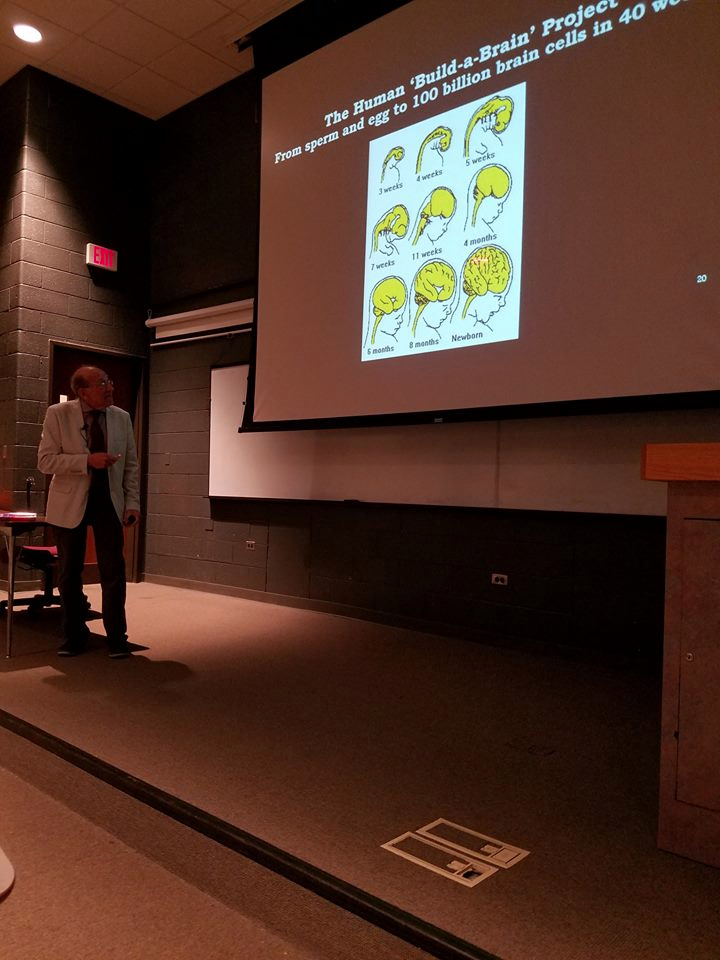 The Human ‘Build-a-Brain’ Project
From sperm and egg to 100 billion brain cells in 40
3 weeks
4 weeks
5 weeks
7 weeks
11 weeks
4 months
6 months
8 months
Newborn
20
EXIT